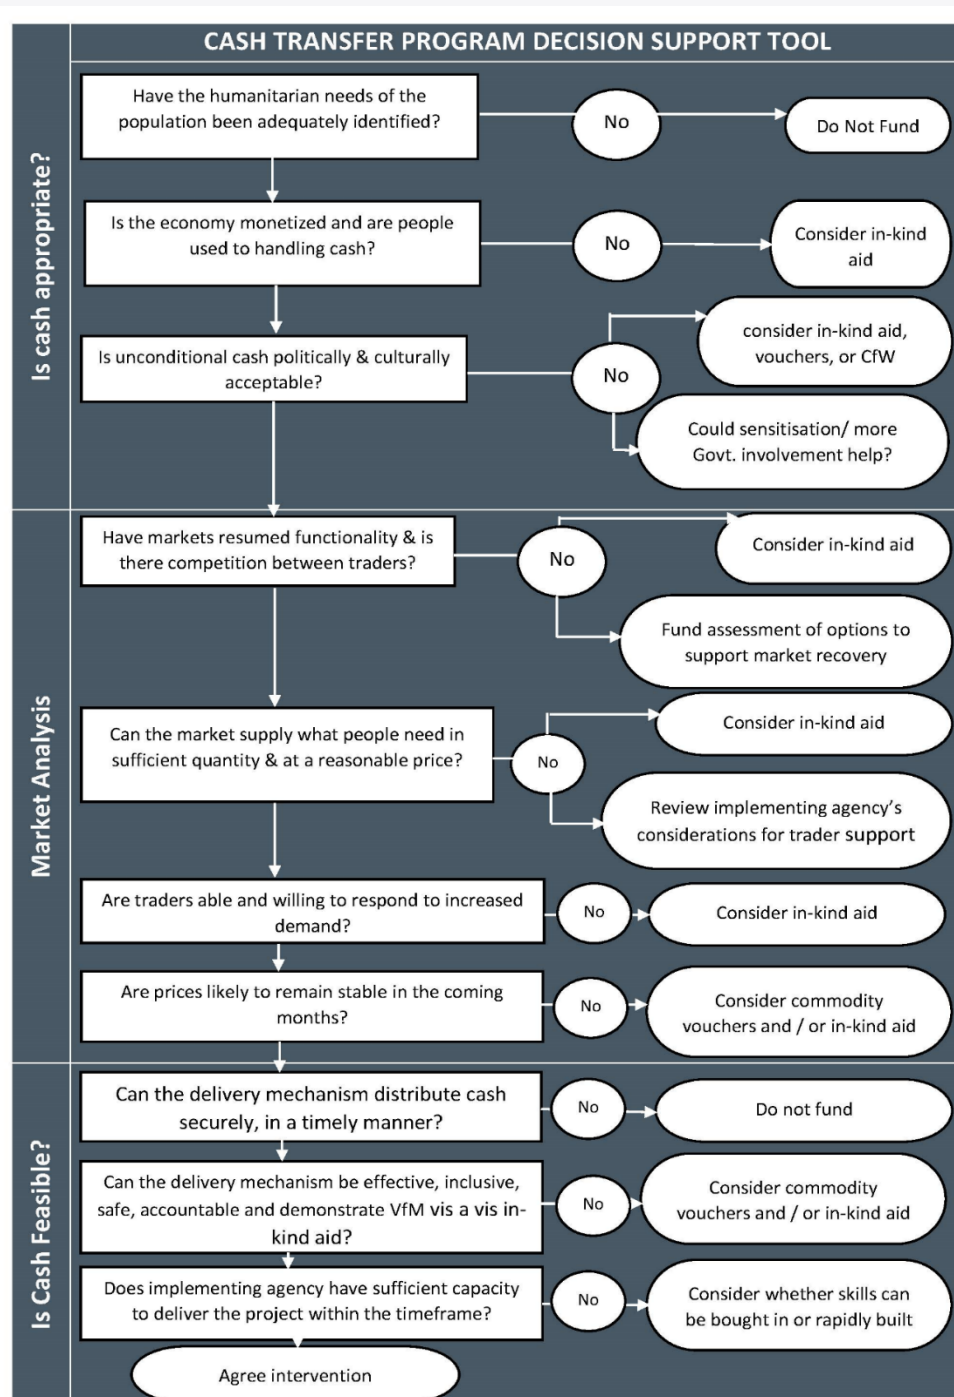 CASH TRANSFER PROGRAM DECISION SUPPORT TOOL
Is cash appropriate?
Have the humanitarian needs of the
population been adequately identified?
No
Do Not Fund
Is the economy monetized and are people
used to handling cash?
No
Consider in-kind
aid
Is unconditional cash politically & culturally
acceptable?
No
consider in-kind aid,
vouchers, or CfW
Could sensitisation/ more
Govt. involvement help?
Market Analysis
Have markets resumed functionality & is
there competition between traders?
No
Consider in-kind aid
Fund assessment of options to
support market recovery
Can the market supply what people need in
sufficient quantity & at a reasonable price?
No
Consider in-kind aid
Review implementing agency's
considerations for trader support
Are traders able and willing to respond to increased
demand?
No
Consider in-kind aid
Are prices likely to remain stable in the coming
months?
No
Consider commodity
vouchers and / or in-kind aid
Is Cash Feasible?
Can the delivery mechanism distribute cash
securely, in a timely manner?
No
Do not fund
Can the delivery mechanism be effective, inclusive,
safe, accountable and demonstrate VfM vis a vis in-
kind aid?
No
Consider commodity
vouchers and / or in-kind aid
Does implementing agency have sufficient capacity
to deliver the project within the timeframe?
No
Consider whether skills can
be bought in or rapidly built
Agree intervention